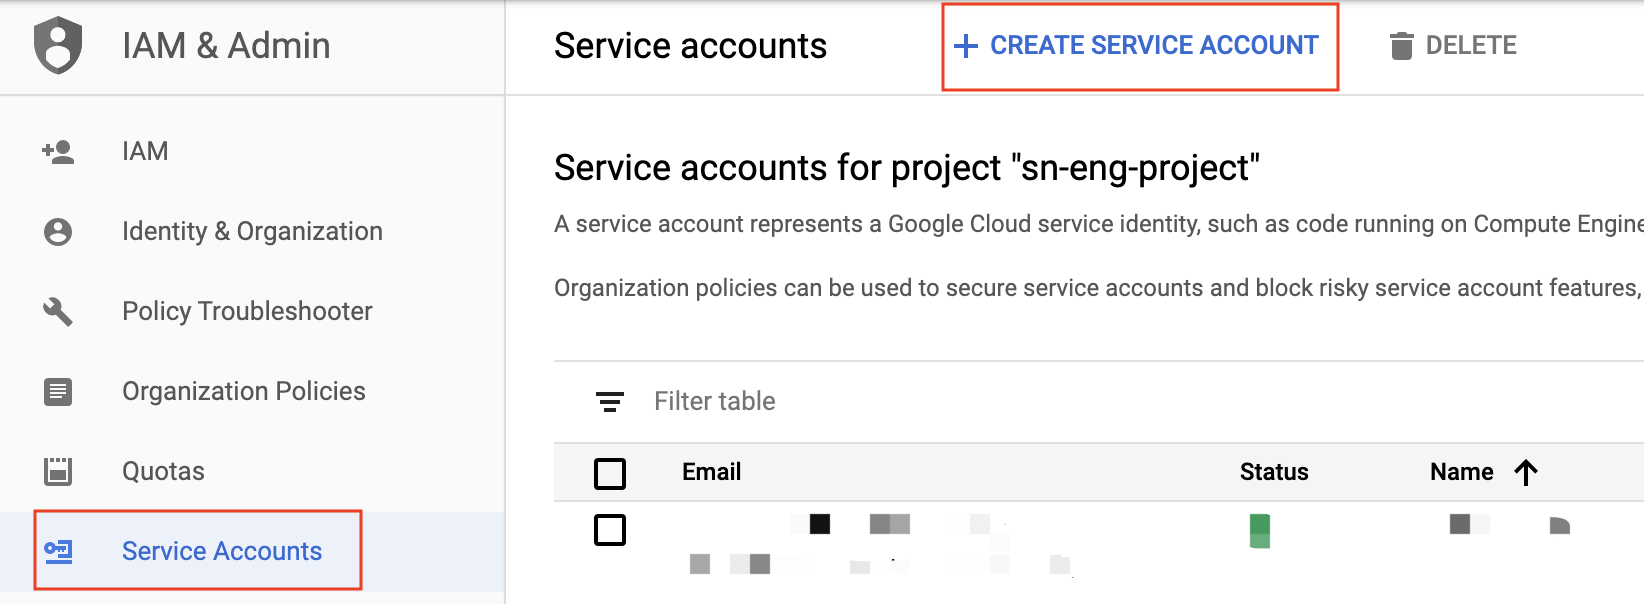 IAM & Admin
Service accounts
CREATE SERVICE ACCOUNT
DELETE
IAM
Identity & Organization
Policy Troubleshooter
Organization Policies
Quotas
Service Accounts
Service accounts for project "sn-eng-project"
A service account represents a Google Cloud service identity, such as code running on Compute Engine
Organization policies can be used to secure service accounts and block risky service account features,
Filter table
Email Status Name